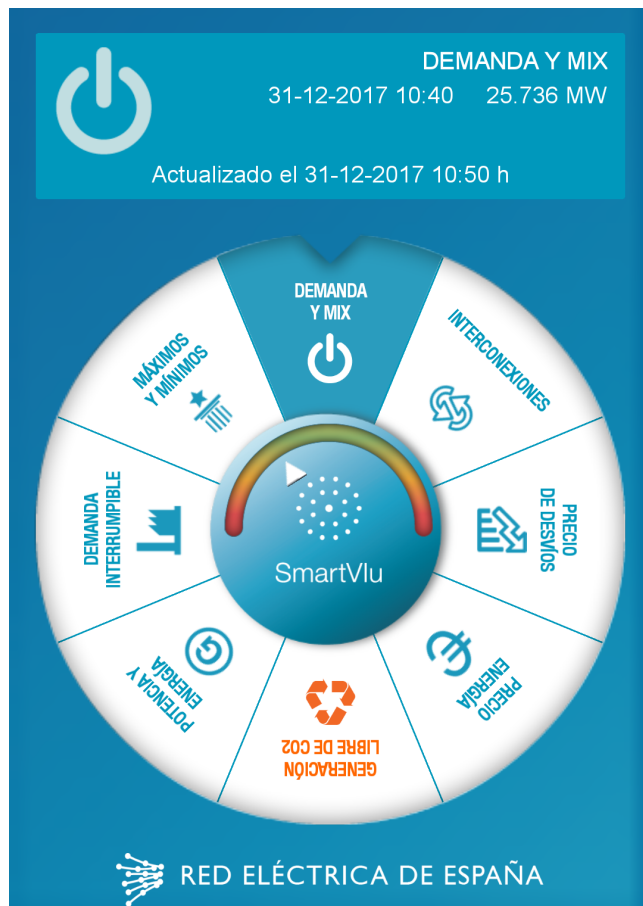 DEMANDA Y MIX
31-12-2017 10:40 25.736 MW
Actualizado el 31-12-2017 10:50 h
DEMANDA
Y MIX
INTERCONEXIONES
PRECIO
DE DESVÍOS
PRECIO
ENERGÍA
GENERACIÓN
LIBRE DE CO2
POTENCIA Y
ENERGÍA
DEMANDA
INTERRUMPIBLE
MÁXIMOS
Y MÍNIMOS
SmartVIu
RED ELÉCTRICA DE ESPAÑA